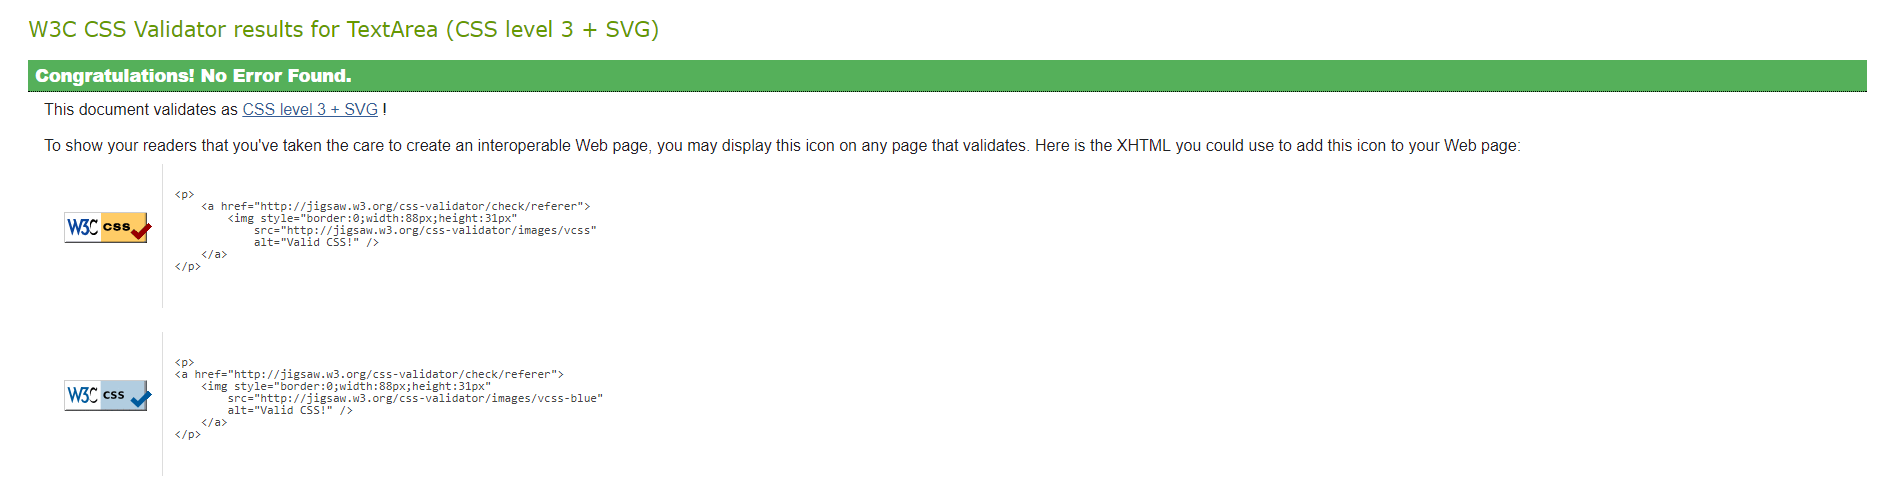 W3C CSS Validator results for TextArea (CSS level 3 + SVG)
Congratulations! No Error Found.
This document validates as CSS level 3 + SVG !
To show your readers that you've taken the care to create an interoperable Web page, you may display this icon on any page that validates. Here is the XHTML you could use to add this icon to your Web page:
W3C css
<p>
    <a href="http://jigsaw.w3.org/css-validator/check/referer">
        <img style="border:0;width:88px;height:31px"
            src="http://jigsaw.w3.org/css-validator/images/vcss"
            alt="Valid CSS!" />
    </a>
</p>
W3C css
<p>
<a href="http://jigsaw.w3.org/css-validator/check/referer">
    <img style="border:0;width:88px;height:31px"
        src="http://jigsaw.w3.org/css-validator/images/vcss-blue"
        alt="Valid CSS!" />
    </a>
</p>